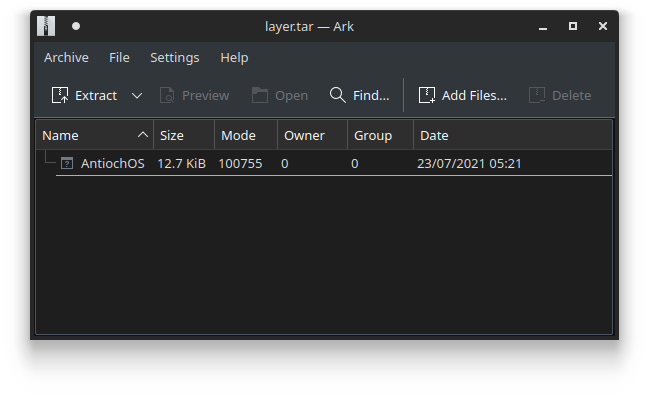 layer.tar — Ark
Archive File Settings Help
Extract Preview Open Find... Add Files... Delete
Name Size Mode Owner Group Date
AntiochOS 12.7 KiB 100755 0 0 23/07/2021 05:21